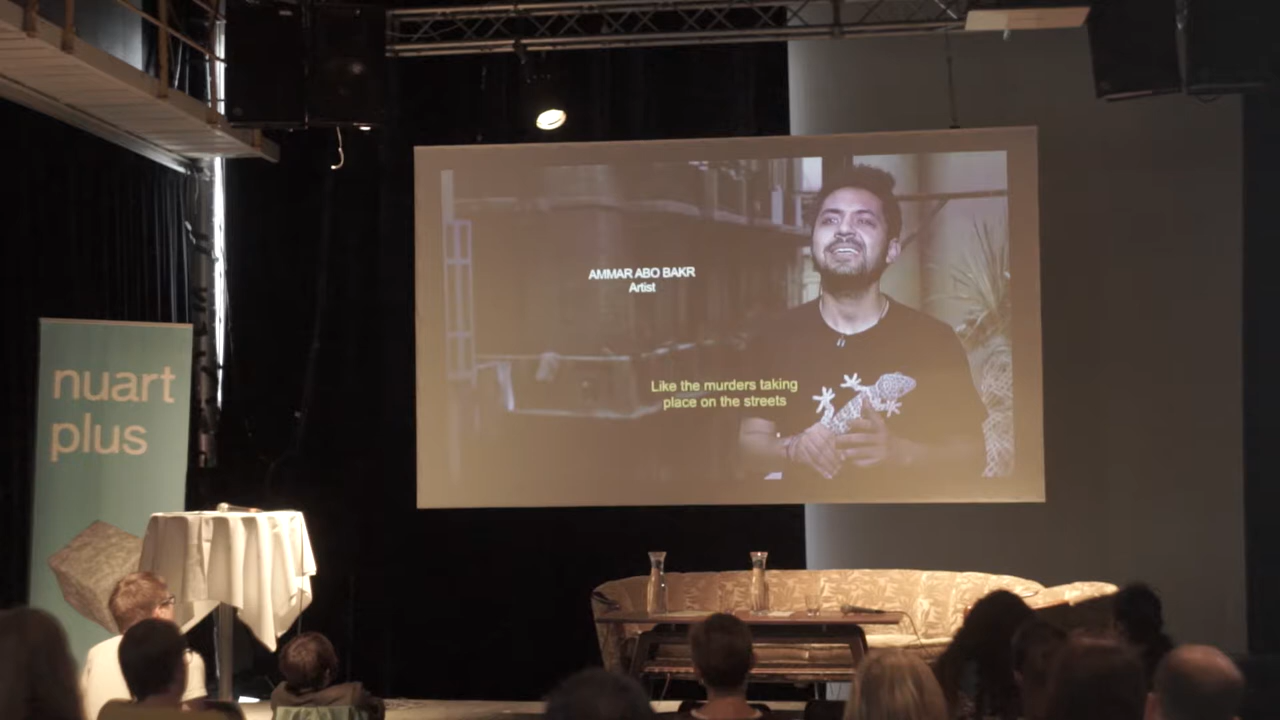 nuart
plus
AMMAR ABO BAKR
Artist
Like the murders taking
place on the streets